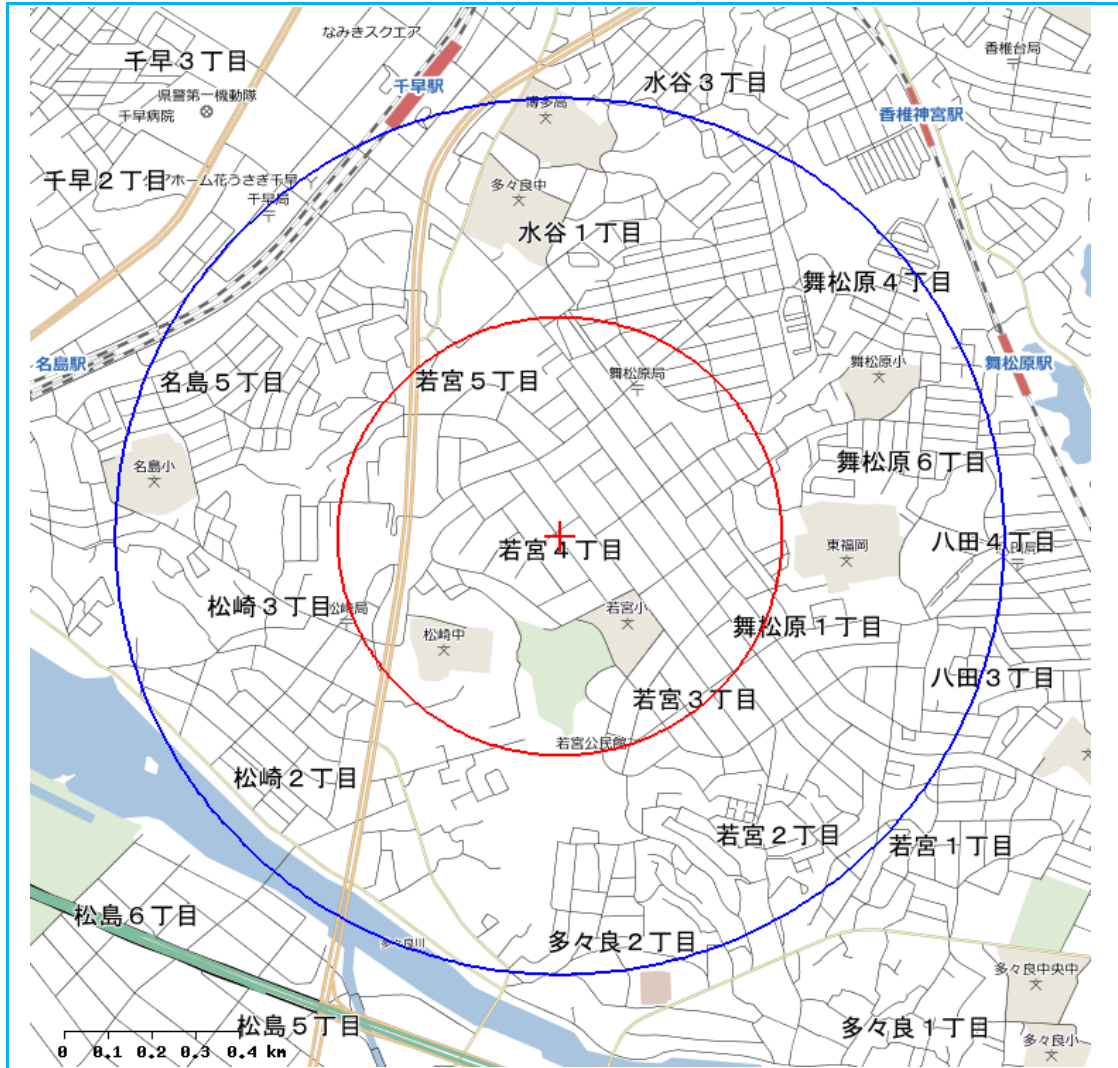 なみきスクエア
千早３丁目
県警第一機動隊
千早病院
千早駅
水谷３丁目
香椎台局
博多高
香椎神宮駅
千早２丁目
アホーム花うさぎ千早
千早局
多々良中
水谷１丁目
舞松原４丁目
名島駅
名島５丁目
若宮５丁目
舞松原局
舞松原小
舞松原駅
名島小
舞松原６丁目
若宮４丁目
東福岡
八田４丁目
松崎３丁目
松崎局
松崎中
若宮小
舞松原１丁目
八田３丁目
若宮３丁目
若宮公民館
松崎２丁目
若宮２丁目
若宮１丁目
松島６丁目
多々良川
多々良２丁目
多々良中央中
松島５丁目
多々良１丁目
多々良小
0 0.1 0.2 0.3 0.4 km